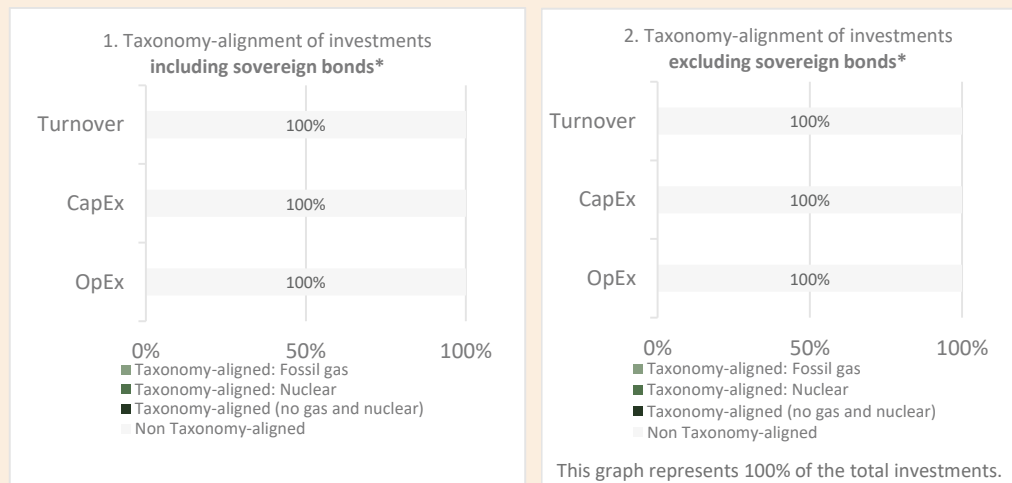 1. Taxonomy-alignment of investments
including sovereign bonds*
Turnover
100%
CapEx
100%
OpEx
100%
0%
50%
100%
Taxonomy-aligned: Fossil gas
Taxonomy-aligned: Nuclear
Taxonomy-aligned (no gas and nuclear)
Non Taxonomy-aligned
2. Taxonomy-alignment of investments
excluding sovereign bonds*
Turnover
100%
CapEx
100%
OpEx
100%
0%
50%
100%
Taxonomy-aligned: Fossil gas
Taxonomy-aligned: Nuclear
Taxonomy-aligned (no gas and nuclear)
Non Taxonomy-aligned
This graph represents 100% of the total investments.